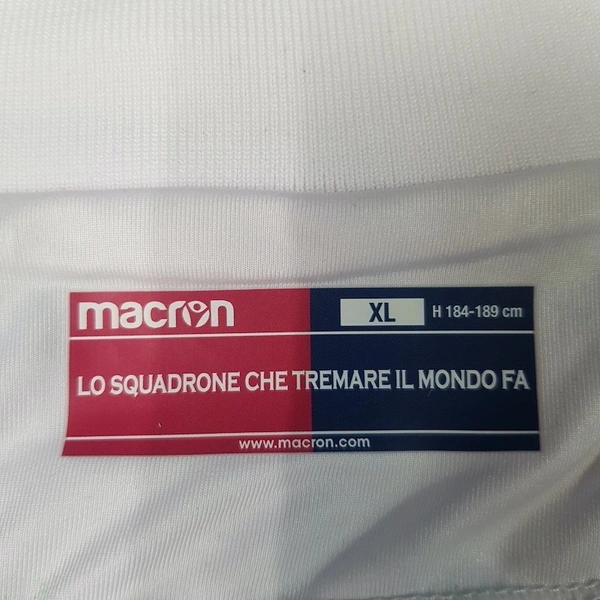 macron
XL H 184-189 cm
LO SQUADRONE CHE TREMARE IL MONDO FA
www.macron.com